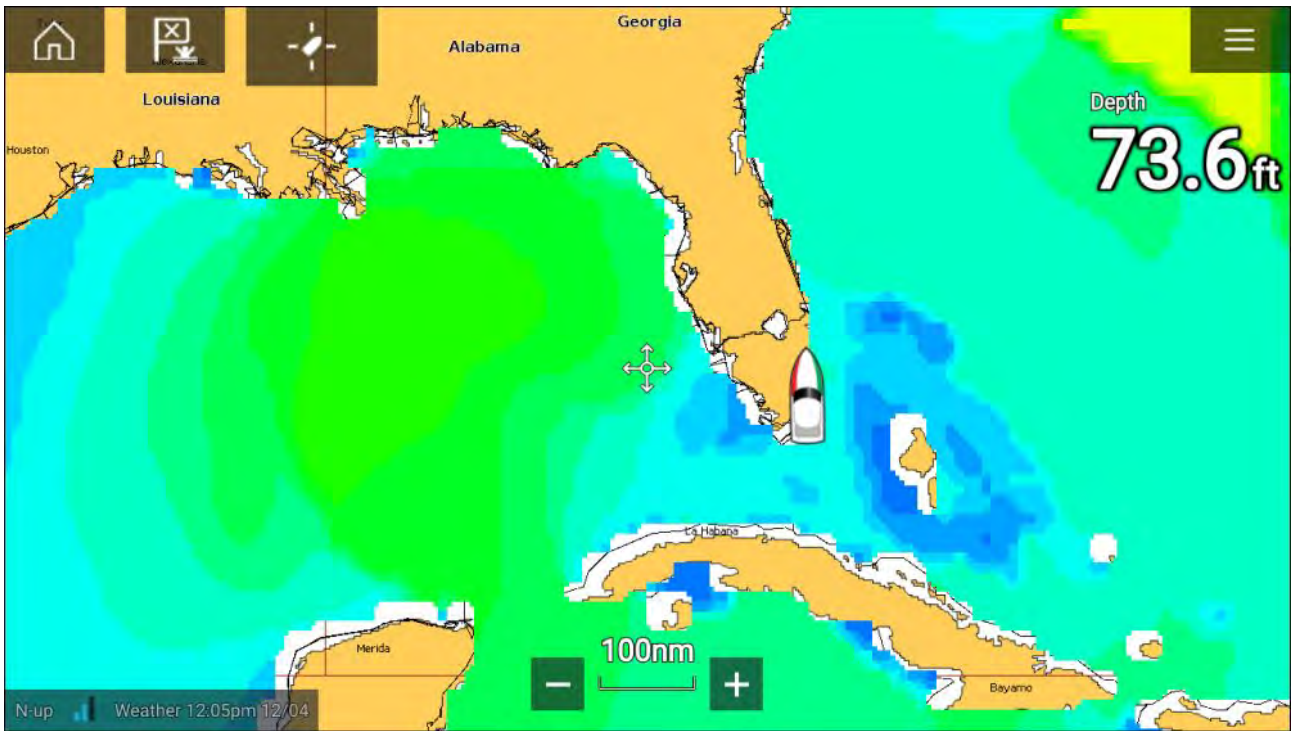 Georgia
Alabama
Louisiana
Houston
Depth
73.6ft
La Habana
100nm
Merida
Bayamo
N-up
Weather 12:05pm 12/04